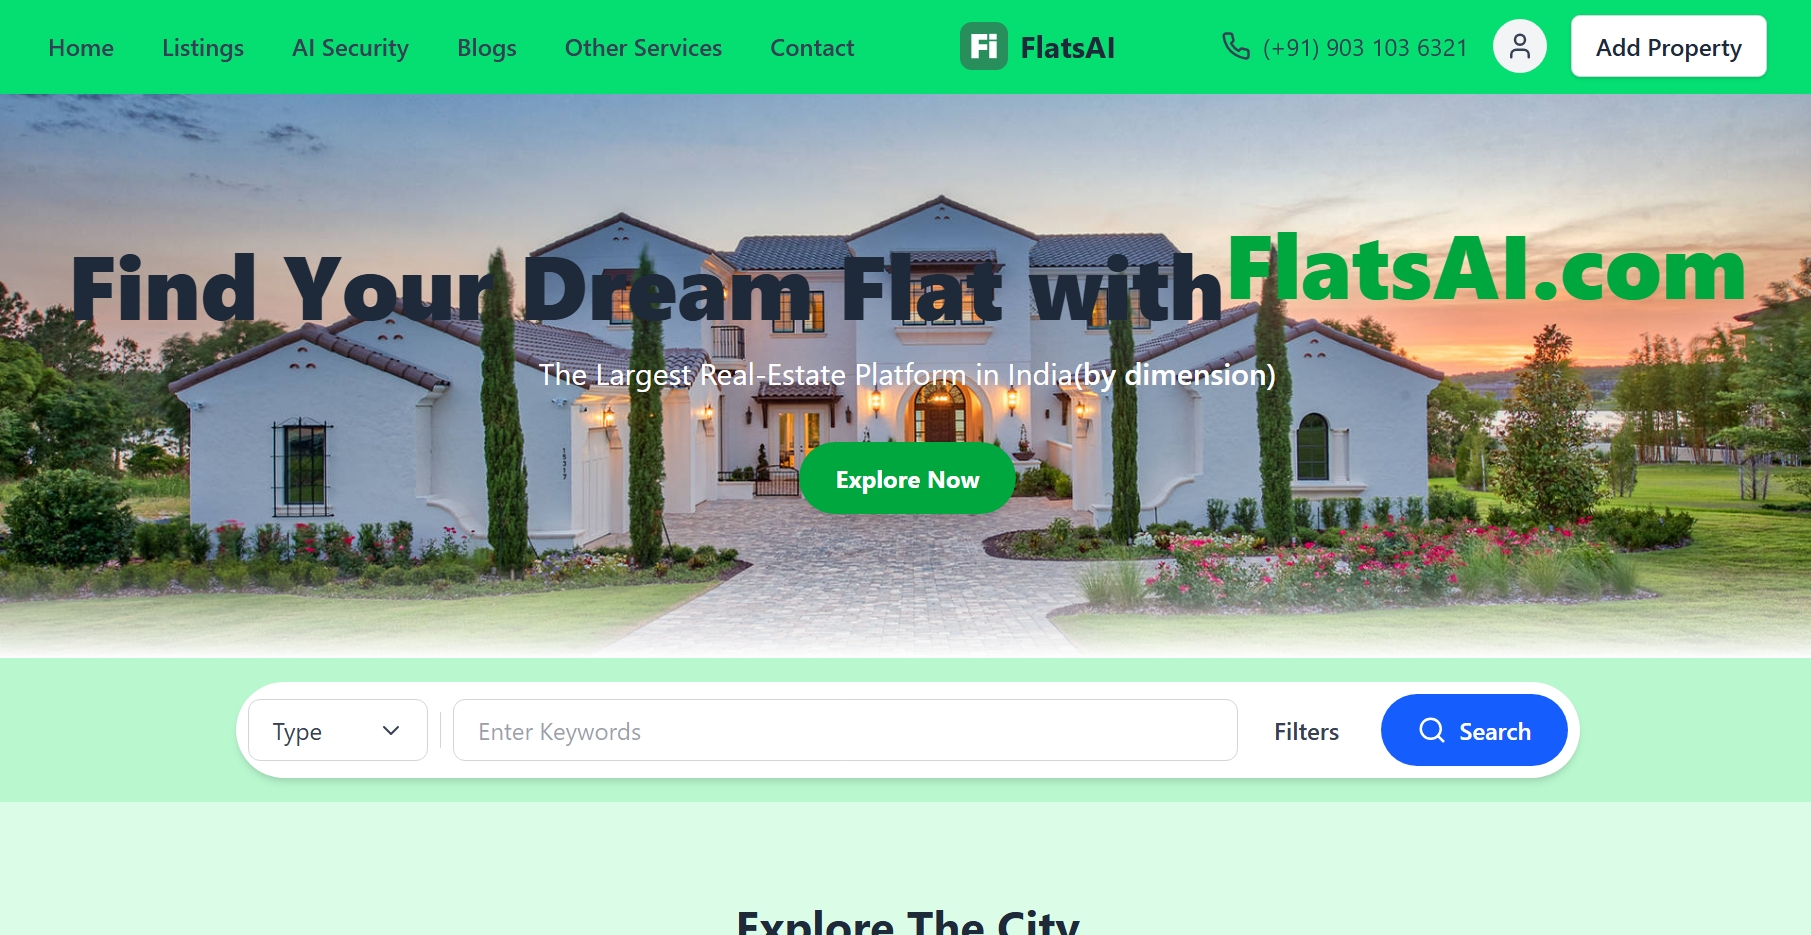 Home Listings AI Security Blogs Other Services Contact Fi FlatsAI (+91) 903 103 6321 Add Property
Find Your Dream Flat with FlatsAI.com
The Largest Real-Estate Platform in India(by dimension)
Explore Now
Type Enter Keywords Filters Search
Explore The City